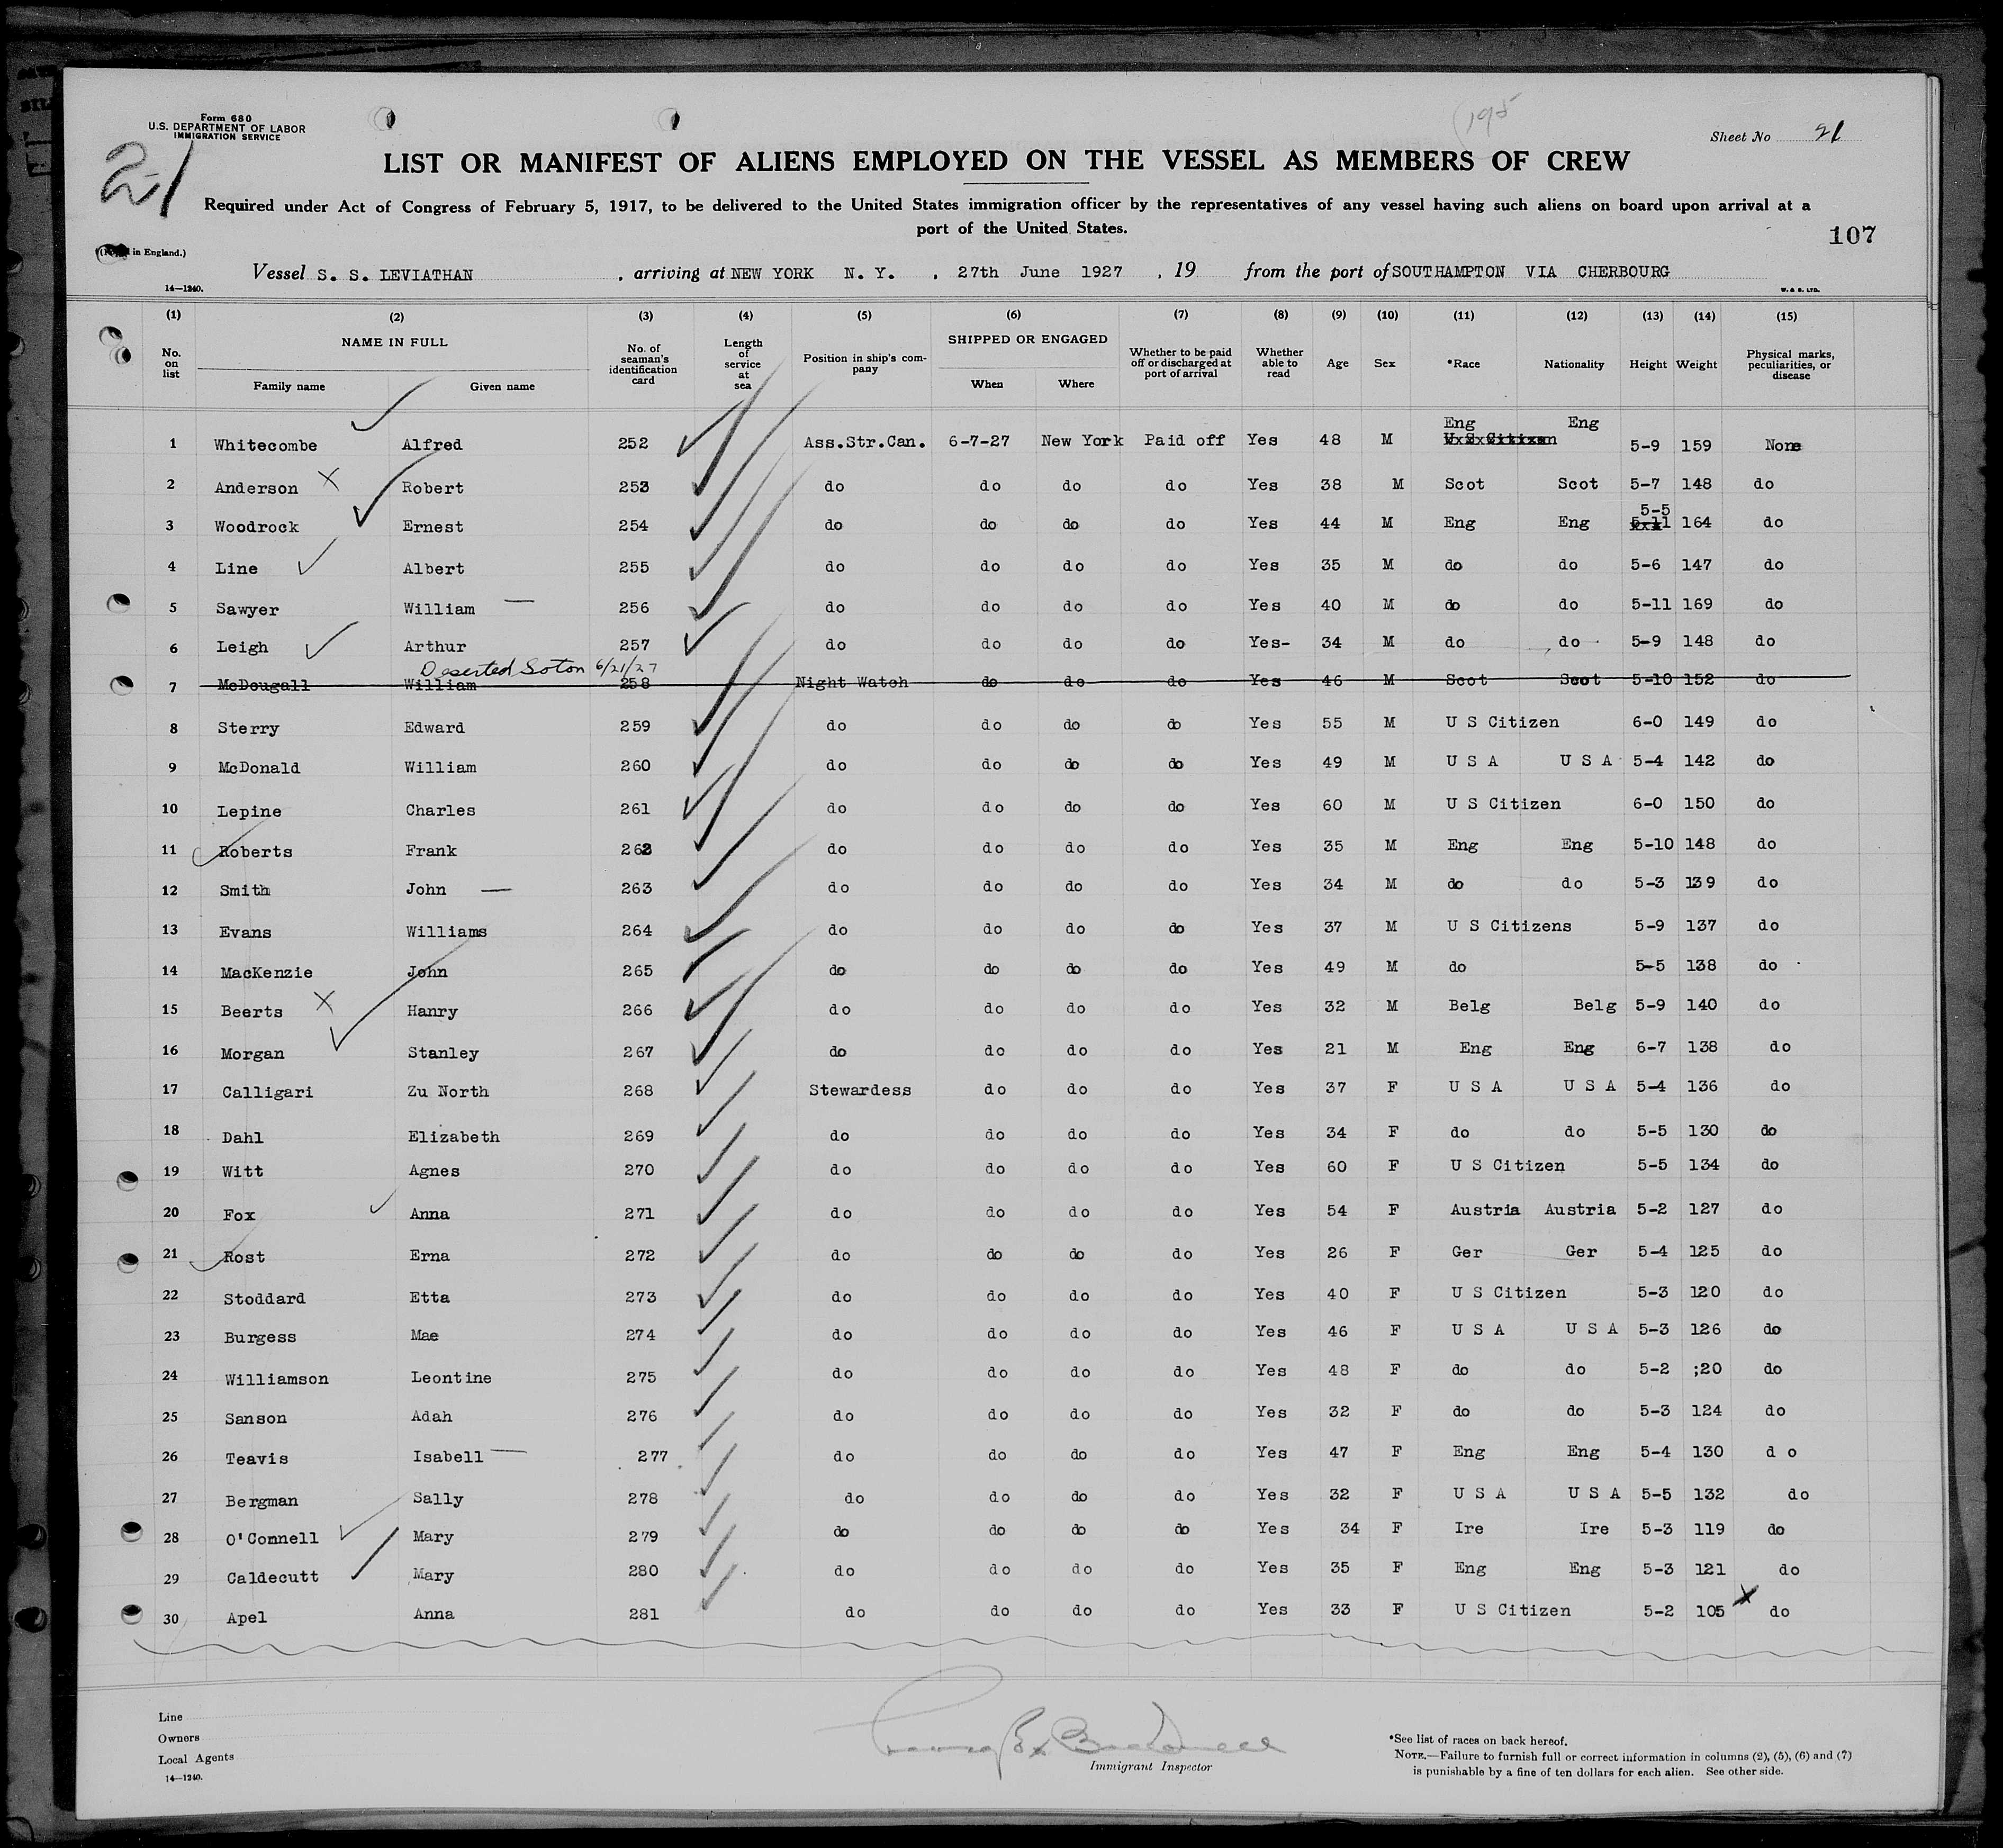 Form 680
U.S. DEPARTMENT OF LABOR
IMMIGRATION SERVICE
21
(195
Sheet No 21
LIST OR MANIFEST OF ALIENS EMPLOYED ON THE VESSEL AS MEMBERS OF CREW
Required under Act of Congress of February 5, 1917, to be delivered to the United States immigration officer by the representatives of any vessel having such aliens on board upon arrival at a
port of the United States.
107
in England.)
Vessel S. S. LEVIATHAN , arriving at NEW YORK N. Y. , 27th June 1927 , 19 from the port of SOUTHAMPTON VIA CHERBOURG
14—1240. W. & S. LTD.
(1) (2) (3) (4) (5) (6) (7) (8) (9) (10) (11) (12) (13) (14) (15)
No. on list NAME IN FULL Family name Given name No. of seaman's identification card Length of service at sea Position in ship's company SHIPPED OR ENGAGED When Where Whether to be paid off or discharged at port of arrival Whether able to read Age Sex *Race Nationality Height Weight Physical marks, peculiarities, or disease
Eng Eng
1 Whitecombe Alfred 252 Ass.Str.Can. 6-7-27 New York Paid off Yes 48 M U S Citizen 5-9 159 None
2 Anderson X Robert 253 do do do do Yes 38 M Scot Scot 5-7 148 do
5-5
3 Woodrock Ernest 254 do do do do Yes 44 M Eng Eng 5-11 164 do
4 Line Albert 255 do do do do Yes 35 M do do 5-6 147 do
5 Sawyer William — 256 do do do do Yes 40 M do do 5-11 169 do
6 Leigh Arthur 257 do do do do Yes- 34 M do do 5-9 148 do
Deserted Soton 6/21/27
7 McDougall William 258 Night Watch do do do Yes 46 M Scot Scot 5-10 152 do
8 Sterry Edward 259 do do do do Yes 55 M U S Citizen 6-0 149 do
9 McDonald William 260 do do do do Yes 49 M U S A U S A 5-4 142 do
10 Lepine Charles 261 do do do do Yes 60 M U S Citizen 6-0 150 do
11 Roberts Frank 262 do do do do Yes 35 M Eng Eng 5-10 148 do
12 Smith John — 263 do do do do Yes 34 M do do 5-3 139 do
13 Evans Williams 264 do do do do Yes 37 M U S Citizens 5-9 137 do
14 MacKenzie John 265 do do do do Yes 49 M do 5-5 138 do
15 Beerts X Hanry 266 do do do do Yes 32 M Belg Belg 5-9 140 do
16 Morgan Stanley 267 do do do do Yes 21 M Eng Eng 6-7 138 do
17 Calligari Zu North 268 Stewardess do do do Yes 37 F U S A U S A 5-4 136 do
18 Dahl Elizabeth 269 do do do do Yes 34 F do do 5-5 130 do
19 Witt Agnes 270 do do do do Yes 60 F U S Citizen 5-5 134 do
20 Fox Anna 271 do do do do Yes 54 F Austria Austria 5-2 127 do
21 Rost Erna 272 do do do do Yes 26 F Ger Ger 5-4 125 do
22 Stoddard Etta 273 do do do do Yes 40 F U S Citizen 5-3 120 do
23 Burgess Mae 274 do do do do Yes 46 F U S A U S A 5-3 126 do
24 Williamson Leontine 275 do do do do Yes 48 F do do 5-2 ;20 do
25 Sanson Adah 276 do do do do Yes 32 F do do 5-3 124 do
26 Teavis Isabell — 277 do do do do Yes 47 F Eng Eng 5-4 130 d o
27 Bergman Sally 278 do do do do Yes 32 F U S A U S A 5-5 132 do
28 O'Connell Mary 279 do do do do Yes 34 F Ire Ire 5-3 119 do
29 Caldecutt Mary 280 do do do do Yes 35 F Eng Eng 5-3 121 do
30 Apel Anna 281 do do do do Yes 33 F U S Citizen 5-2 105 X do
Line
Owners
Local Agents
14—1240.
Immigrant Inspector
*See list of races on back hereof.
NOTE.—Failure to furnish full or correct information in columns (2), (5), (6) and (7)
is punishable by a fine of ten dollars for each alien. See other side.